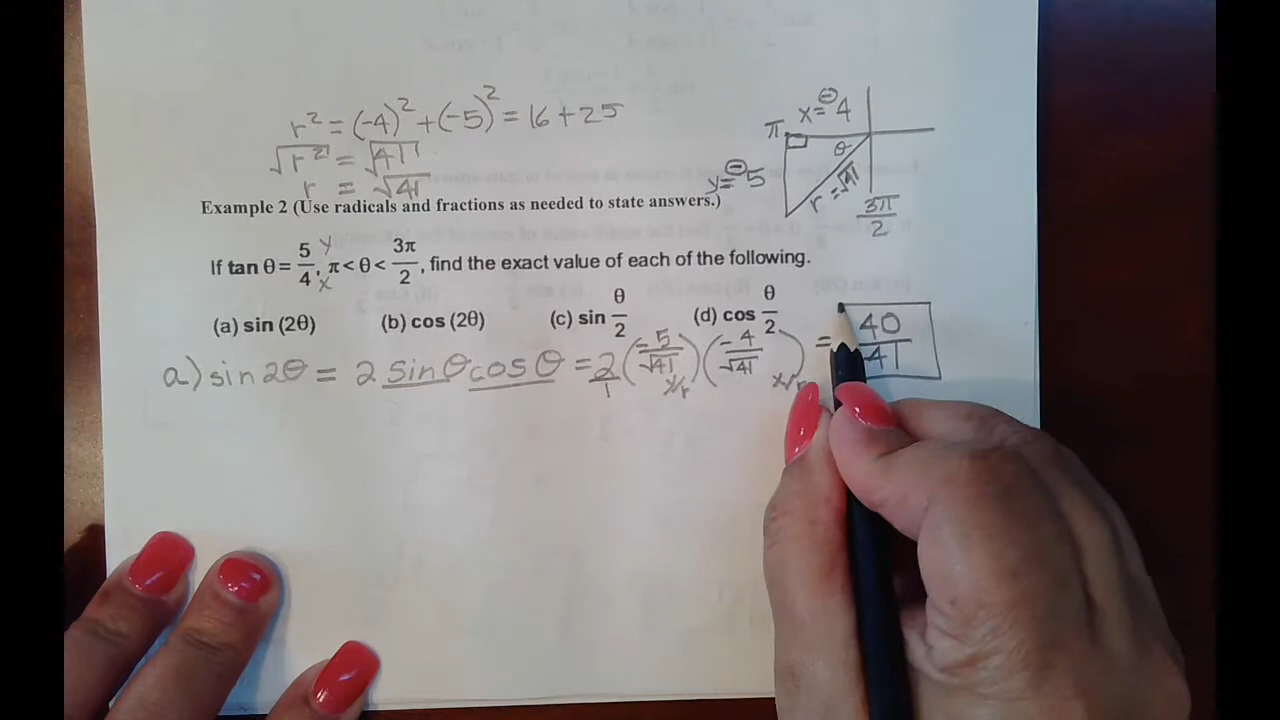 r² = (-4)² + (-5)² = 16 + 25
√r² = √41
r = √41
x = -4
π
θ
y = -5
r = √41
3π/2
Example 2 (Use radicals and fractions as needed to state answers.)
If tan θ = 5/4 y/x, π < θ < 3π/2, find the exact value of each of the following.
(a) sin (2θ) (b) cos (2θ) (c) sin θ/2 (d) cos θ/2
a) sin 2θ = 2 sin θ cos θ = 2/1 (-5/√41) y/r (-4/√41) x/r = 40/41